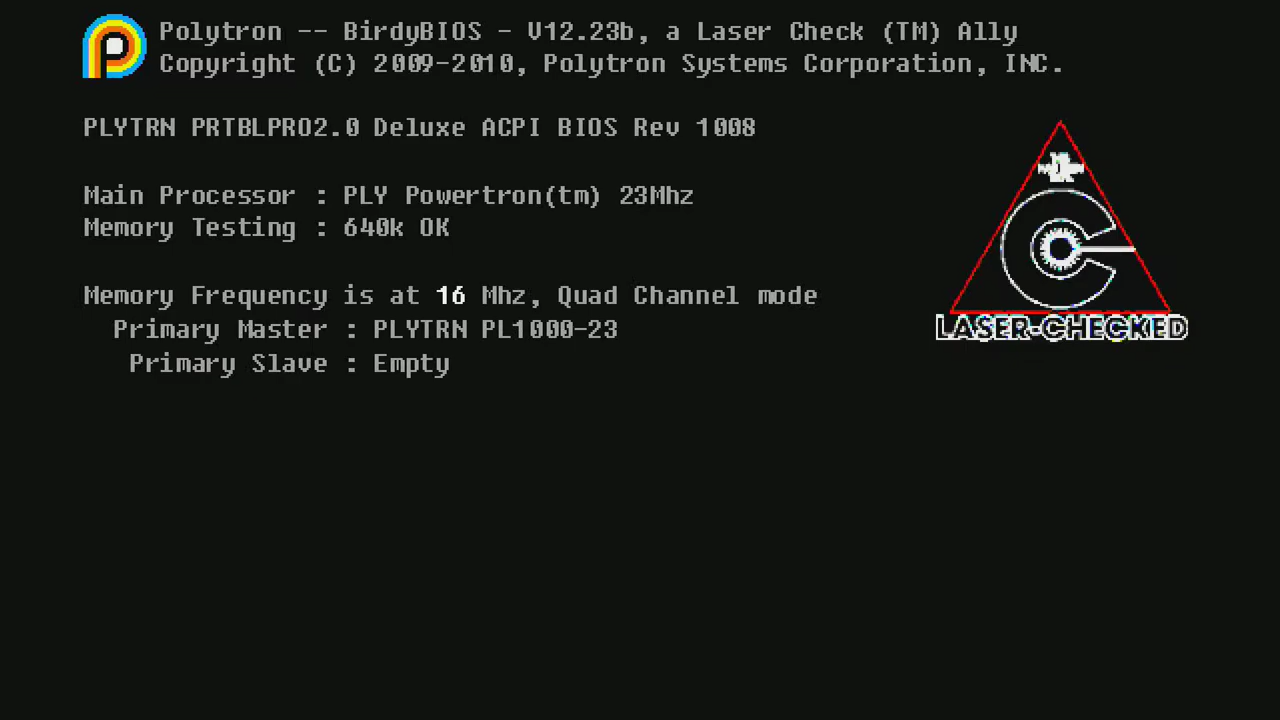 Polytron -- BirdyBIOS - V12.23b, a Laser Check (TM) Ally
Copyright (C) 2009-2010, Polytron Systems Corporation, INC.
PLYTRN PRTBLPRO2.0 Deluxe ACPI BIOS Rev 1008
Main Processor : PLY Powertron(tm) 23Mhz
Memory Testing : 640k OK
Memory Frequency is at 16 Mhz, Quad Channel mode
Primary Master : PLYTRN PL1000-23
Primary Slave : Empty
LASER-CHECKED